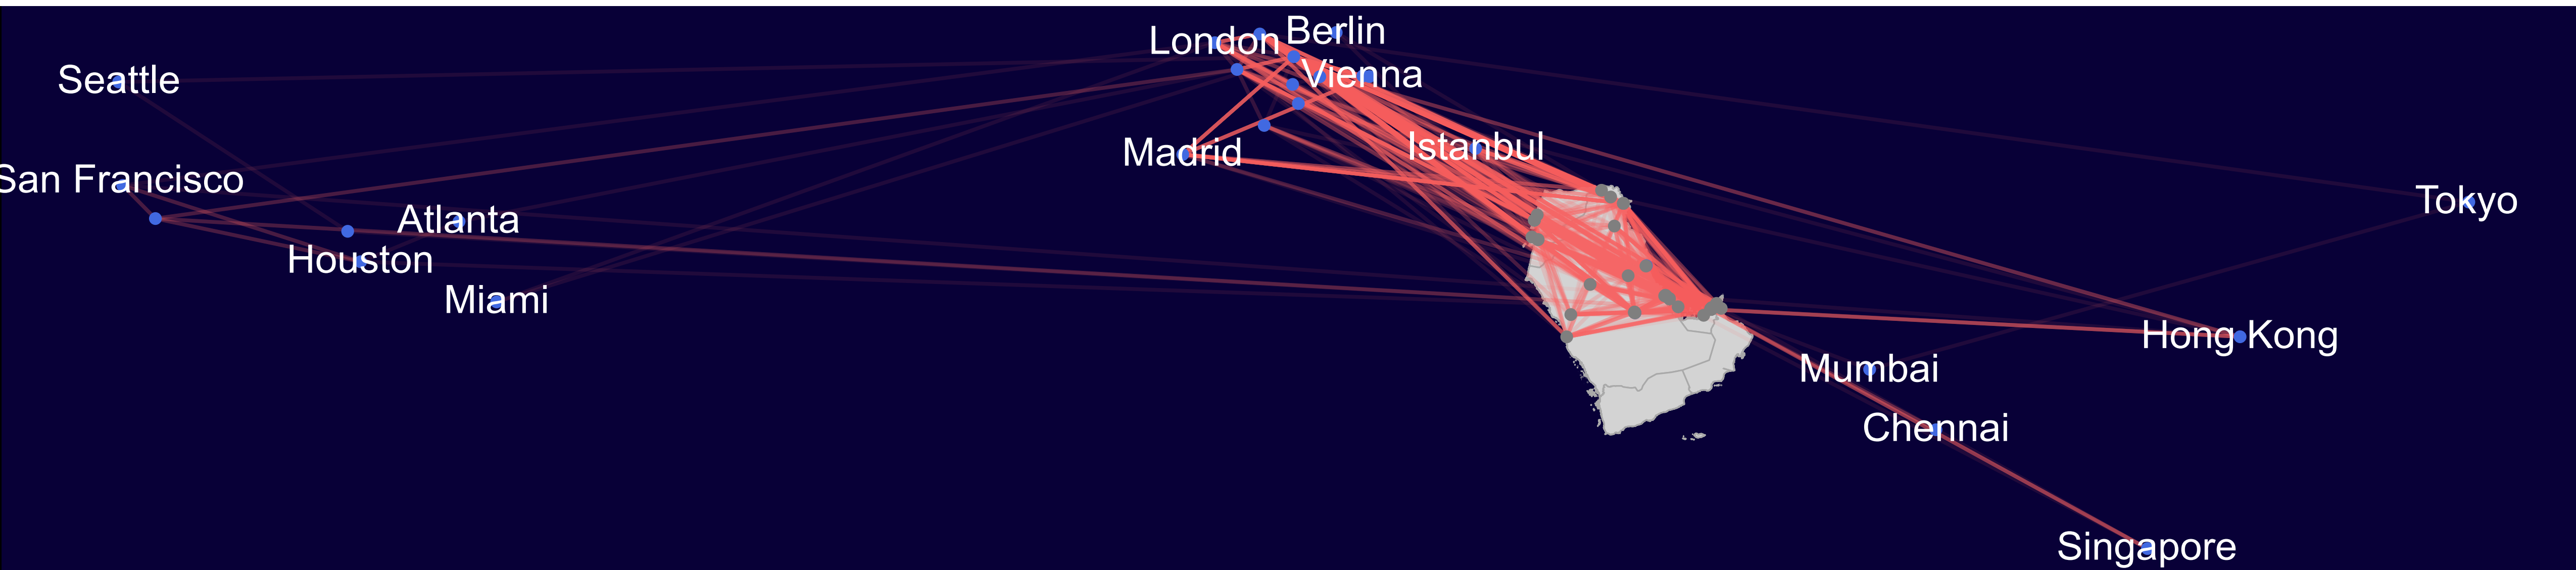 London
Berlin
Seattle
Vienna
Madrid
Istanbul
San Francisco
Tokyo
Atlanta
Houston
Miami
Hong Kong
Mumbai
Chennai
Singapore